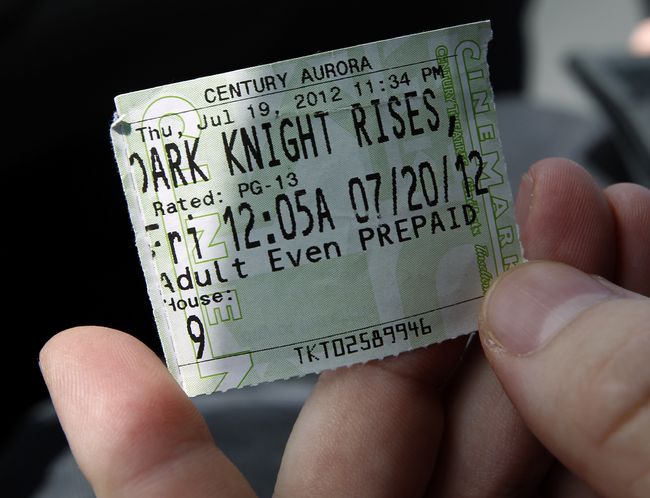 CENTURY AURORA
Thu, Jul 19, 2012 11:34 PM
DARK KNIGHT RISES,
Rated: PG-13
Fri 12:05A 07/20/12
Adult Even PREPAID
House:
9
TKT02589946
CINEMARK